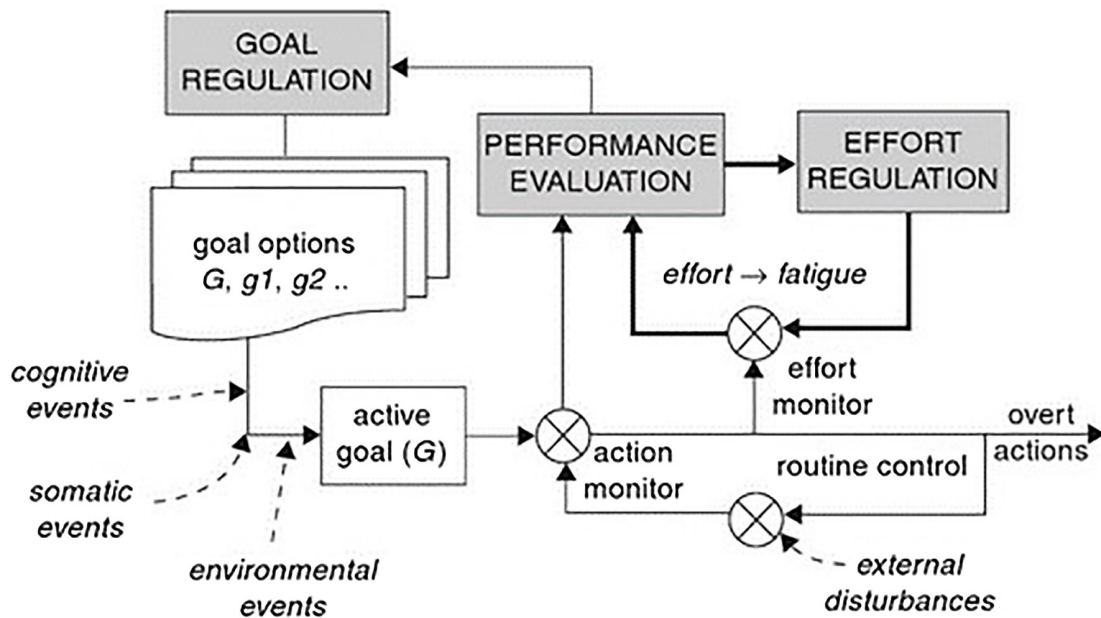 GOAL
REGULATION
PERFORMANCE
EVALUATION
EFFORT
REGULATION
goal options
G, g1, g2 ..
effort → fatigue
cognitive
events
effort
monitor
active
goal (G)
overt
actions
action
monitor
routine control
somatic
events
environmental
events
external
disturbances